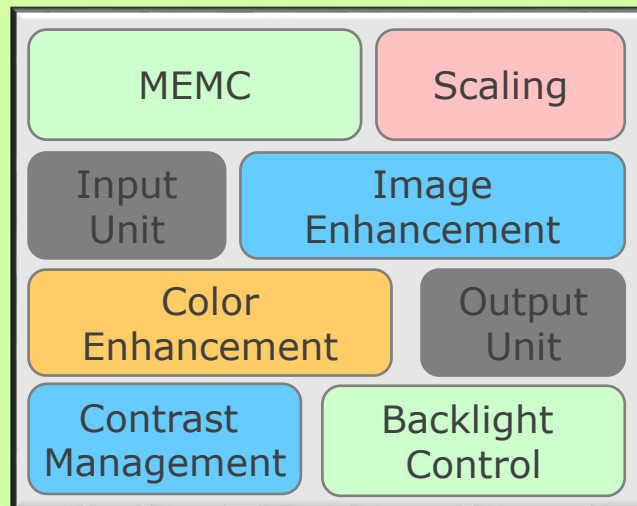 MEMC
Scaling
Input
Unit
Image
Enhancement
Color
Enhancement
Output
Unit
Contrast
Management
Backlight
Control